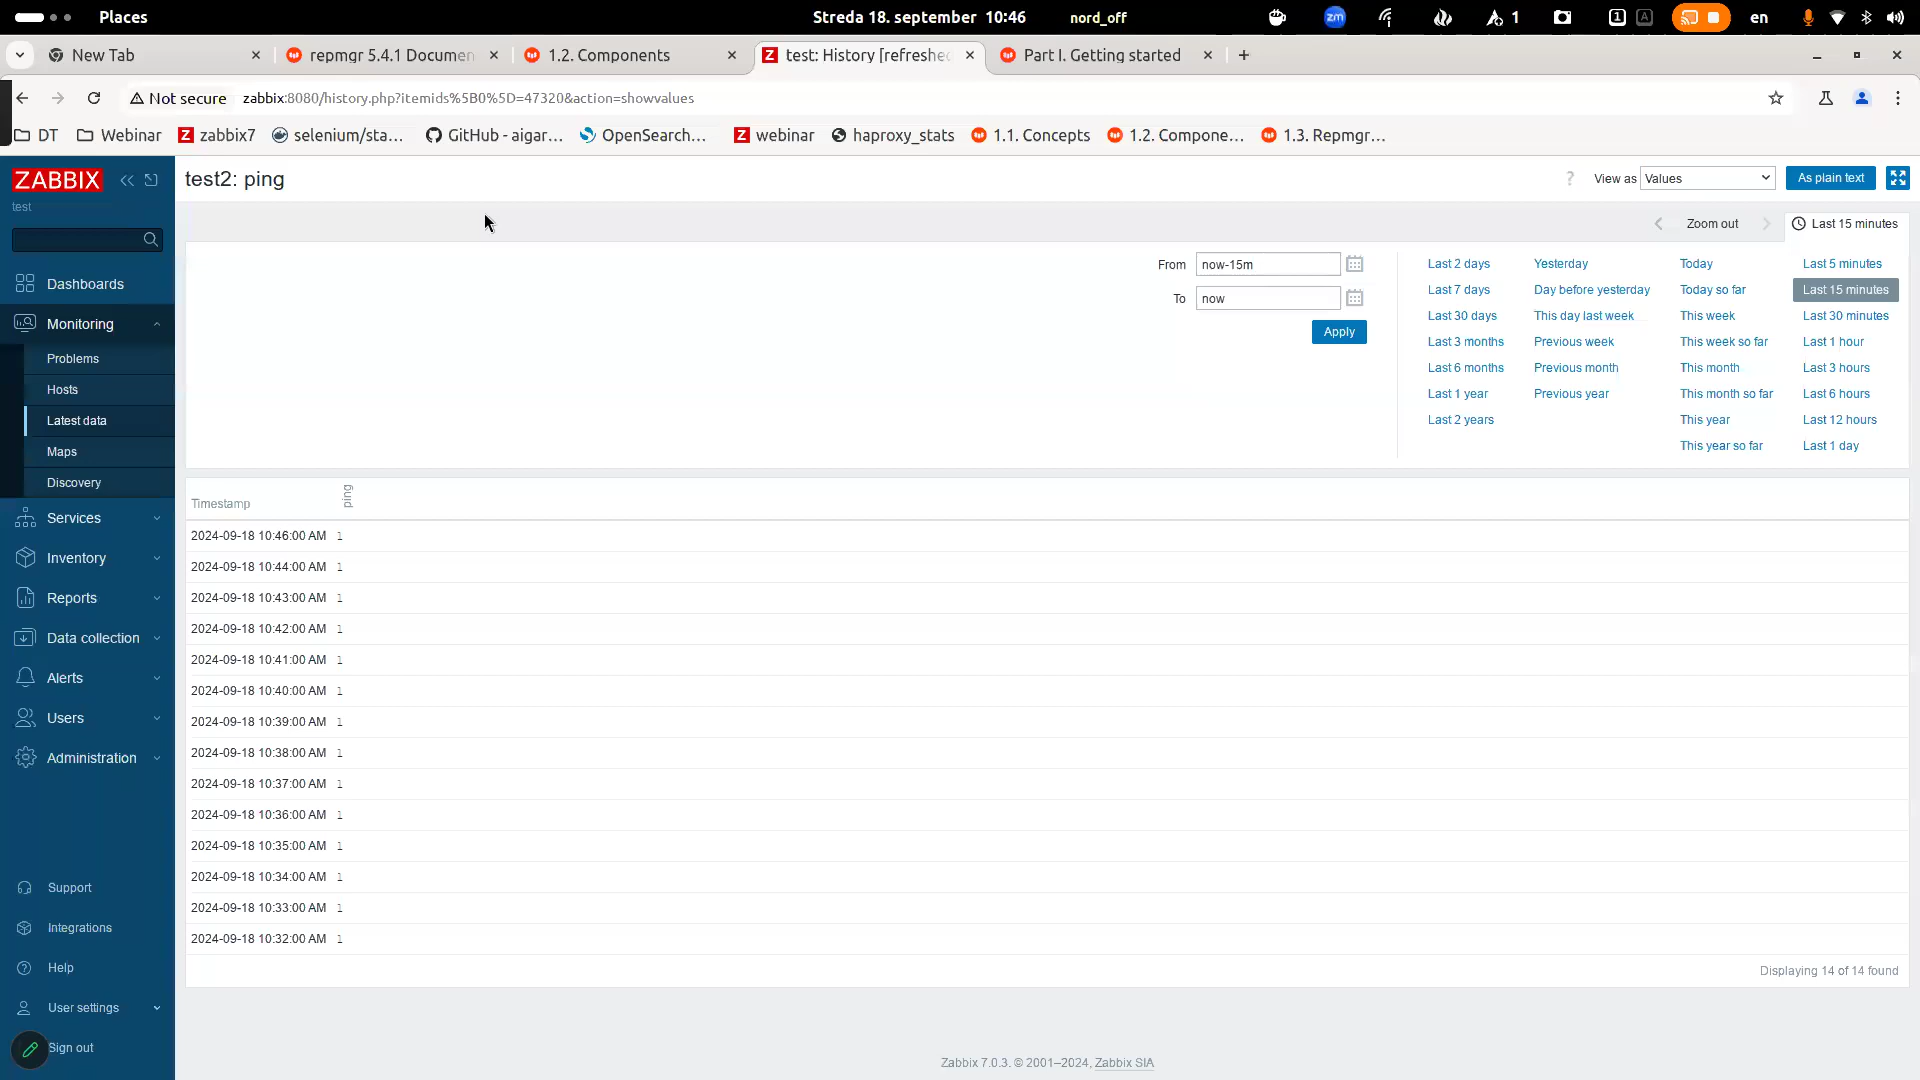 Places
Streda 18. september 10:46
nord_off
zm
1
1
A
en
New Tab
repmgr 5.4.1 Documen
1.2. Components
test: History [refreshe
Part I. Getting started
Not secure
zabbix:8080/history.php?itemids%5B0%5D=47320&action=showvalues
DT
Webinar
zabbix7
selenium/sta...
GitHub - aigar...
OpenSearch...
webinar
haproxy_stats
1.1. Concepts
1.2. Compone...
1.3. Repmgr...
ZABBIX
test
Dashboards
Monitoring
Problems
Hosts
Latest data
Maps
Discovery
Services
Inventory
Reports
Data collection
Alerts
Users
Administration
Support
Integrations
Help
User settings
Sign out
test2: ping
?
View as
Values
As plain text
Zoom out
Last 15 minutes
From
now-15m
To
now
Apply
Last 2 days
Yesterday
Today
Last 5 minutes
Last 7 days
Day before yesterday
Today so far
Last 15 minutes
Last 30 days
This day last week
This week
Last 30 minutes
Last 3 months
Previous week
This week so far
Last 1 hour
Last 6 months
Previous month
This month
Last 3 hours
Last 1 year
Previous year
This month so far
Last 6 hours
Last 2 years
This year
Last 12 hours
This year so far
Last 1 day
Timestamp
ping
2024-09-18 10:46:00 AM 1
2024-09-18 10:44:00 AM 1
2024-09-18 10:43:00 AM 1
2024-09-18 10:42:00 AM 1
2024-09-18 10:41:00 AM 1
2024-09-18 10:40:00 AM 1
2024-09-18 10:39:00 AM 1
2024-09-18 10:38:00 AM 1
2024-09-18 10:37:00 AM 1
2024-09-18 10:36:00 AM 1
2024-09-18 10:35:00 AM 1
2024-09-18 10:34:00 AM 1
2024-09-18 10:33:00 AM 1
2024-09-18 10:32:00 AM 1
Displaying 14 of 14 found
Zabbix 7.0.3. © 2001–2024, Zabbix SIA